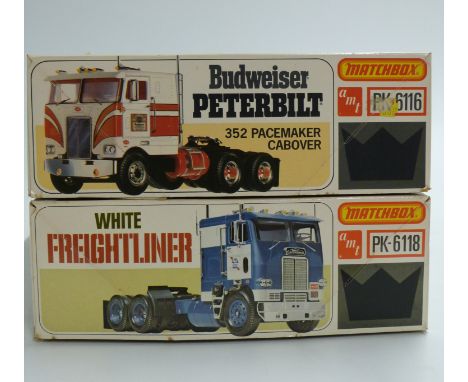 Budweiser
PETERBILT
352 PACEMAKER
CABOVER
MATCHBOX
amt
PK-6116
WHITE
FREIGHTLINER
MATCHBOX
amt
PK-6118